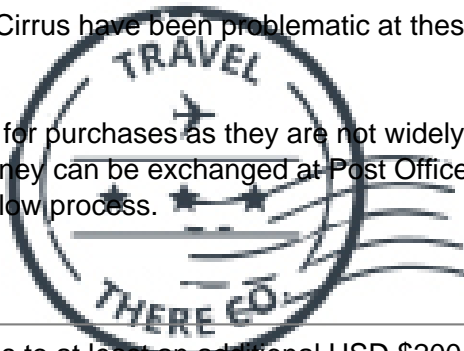 Cirrus have been problematic at thes
TRAVEL
for purchases as they are not widely
ney can be exchanged at Post Office
low process.
THERE CO.
to at least an additional USD $200